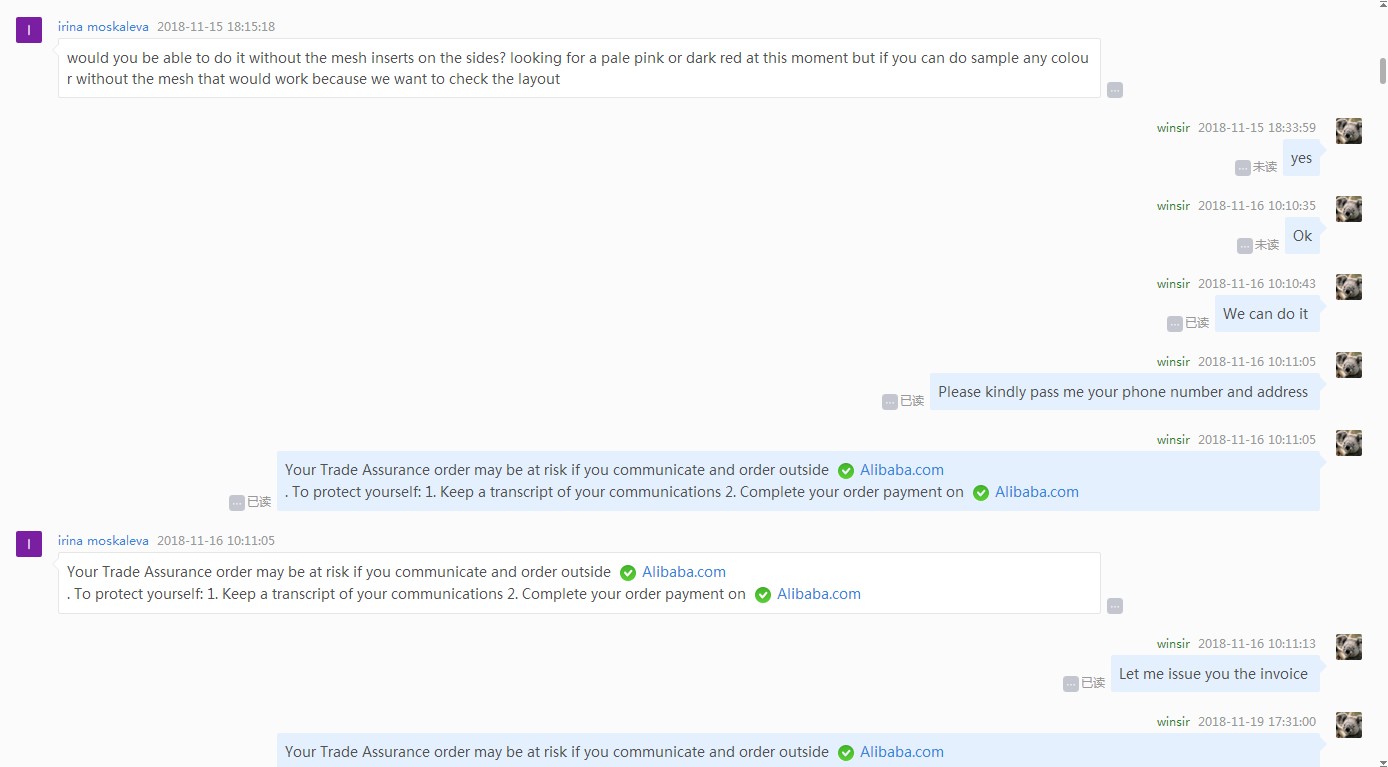 I
irina moskaleva 2018-11-15 18:15:18
would you be able to do it without the mesh inserts on the sides? looking for a pale pink or dark red at this moment but if you can do sample any colou
r without the mesh that would work because we want to check the layout
winsir 2018-11-15 18:33:59
未读 yes
winsir 2018-11-16 10:10:35
未读 Ok
winsir 2018-11-16 10:10:43
已读 We can do it
winsir 2018-11-16 10:11:05
已读 Please kindly pass me your phone number and address
winsir 2018-11-16 10:11:05
Your Trade Assurance order may be at risk if you communicate and order outside Alibaba.com
. To protect yourself: 1. Keep a transcript of your communications 2. Complete your order payment on Alibaba.com
已读
I
irina moskaleva 2018-11-16 10:11:05
Your Trade Assurance order may be at risk if you communicate and order outside Alibaba.com
. To protect yourself: 1. Keep a transcript of your communications 2. Complete your order payment on Alibaba.com
winsir 2018-11-16 10:11:13
已读 Let me issue you the invoice
winsir 2018-11-19 17:31:00
Your Trade Assurance order may be at risk if you communicate and order outside Alibaba.com